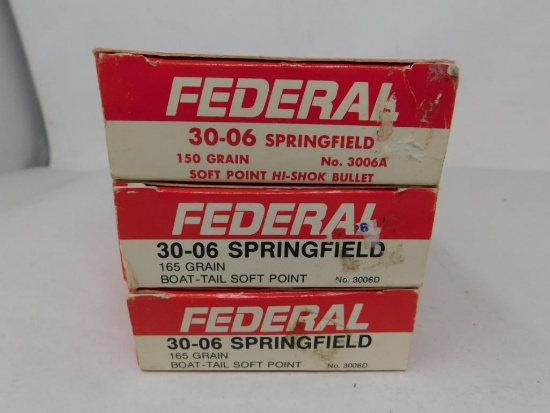 FEDERAL
30-06 SPRINGFIELD
150 GRAIN No. 3006A
SOFT POINT HI-SHOK BULLET
FEDERAL
30-06 SPRINGFIELD
165 GRAIN
BOAT-TAIL SOFT POINT No. 3006D
FEDERAL
30-06 SPRINGFIELD
165 GRAIN
BOAT-TAIL SOFT POINT No. 3006D